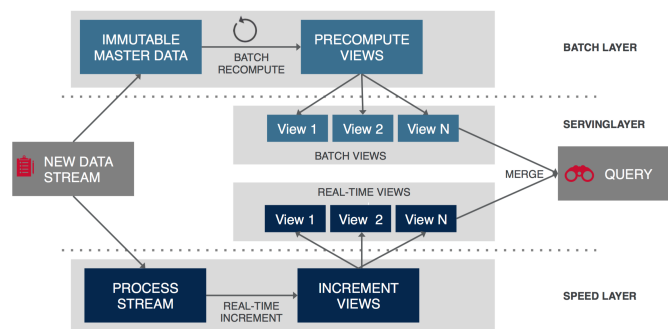 IMMUTABLE
MASTER DATA
BATCH
RECOMPUTE
PRECOMPUTE
VIEWS
BATCH LAYER
View 1
View 2
View N
BATCH VIEWS
SERVINGLAYER
NEW DATA
STREAM
MERGE
QUERY
REAL-TIME VIEWS
View 1
View 2
View N
PROCESS
STREAM
REAL-TIME
INCREMENT
INCREMENT
VIEWS
SPEED LAYER